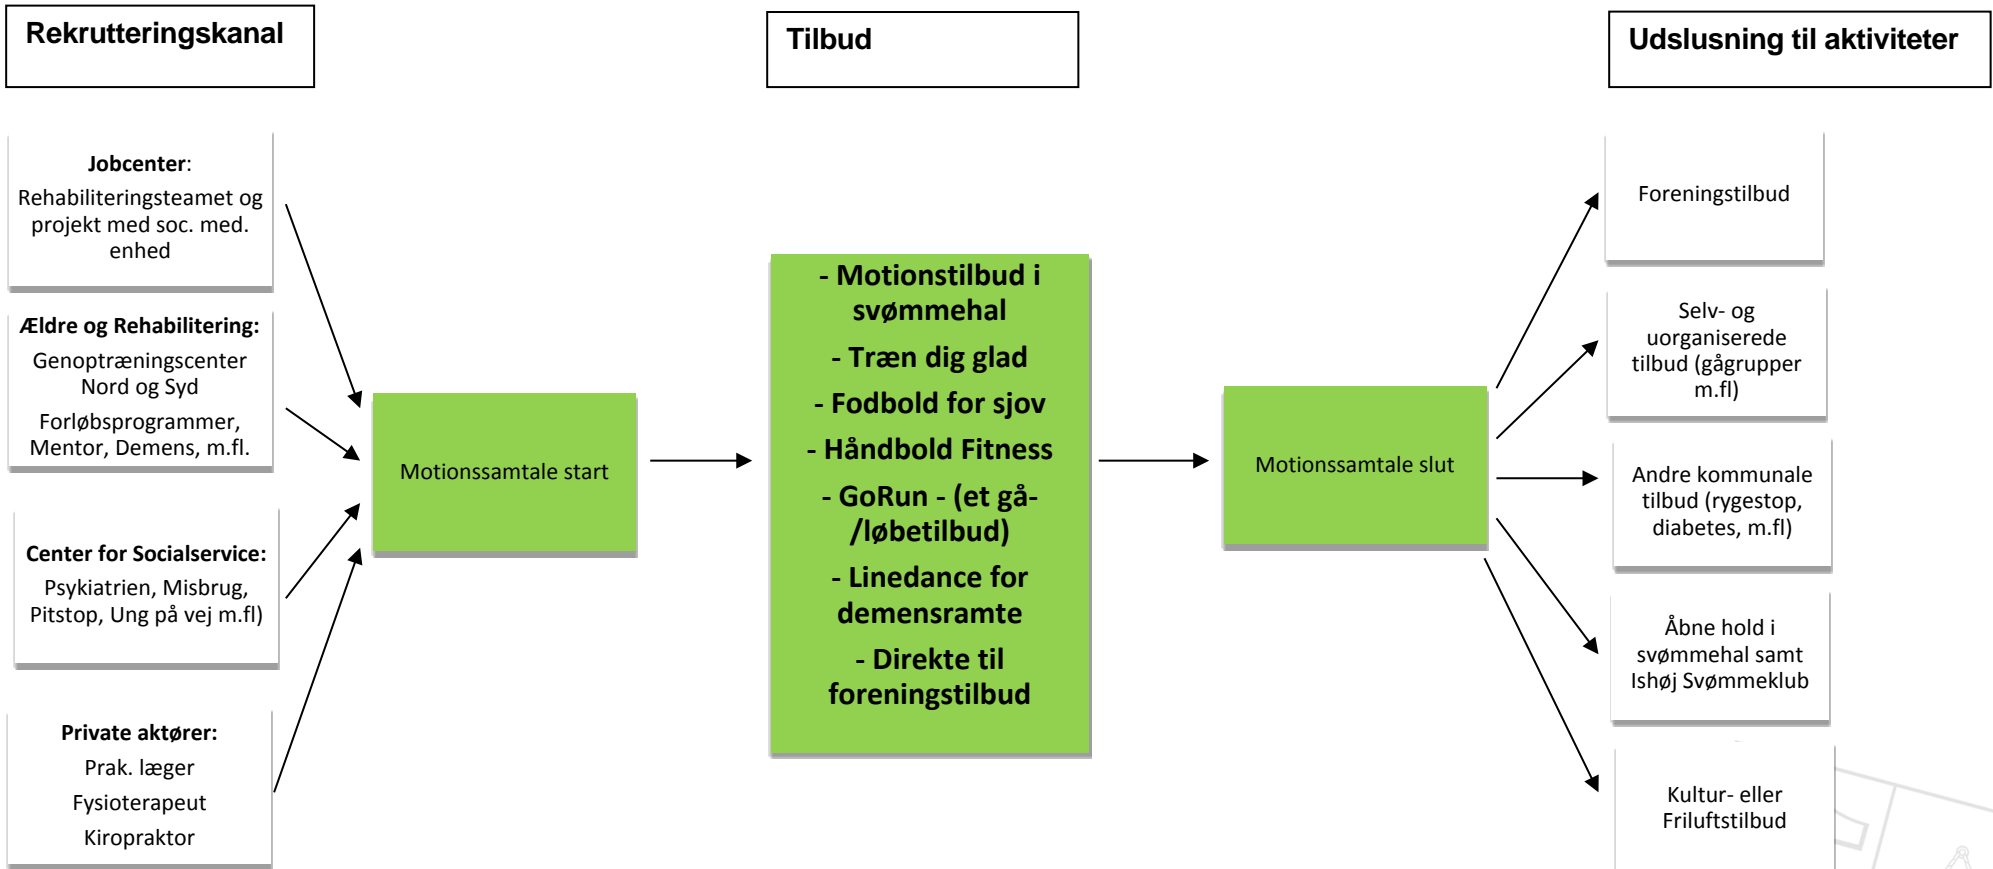 Rekrutteringskanal
Tilbud
Udslusning til aktiviteter
Jobcenter:
Rehabiliteringsteamet og
projekt med soc. med.
enhed
Ældre og Rehabilitering:
Genoptræningscenter
Nord og Syd
Forløbsprogrammer,
Mentor, Demens, m.fl.
Center for Socialservice:
Psykiatrien, Misbrug,
Pitstop, Ung på vej m.fl)
Private aktører:
Prak. læger
Fysioterapeut
Kiropraktor
Motionssamtale start
- Motionstilbud i
svømmehal
- Træn dig glad
- Fodbold for sjov
- Håndbold Fitness
- GoRun - (et gå-
/løbetilbud)
- Linedance for
demensramte
- Direkte til
foreningstilbud
Motionssamtale slut
Foreningstilbud
Selv- og
uorganiserede
tilbud (gågrupper
m.fl)
Andre kommunale
tilbud (rygestop,
diabetes, m.fl)
Åbne hold i
svømmehal samt
Ishøj Svømmeklub
Kultur- eller
Friluftstilbud